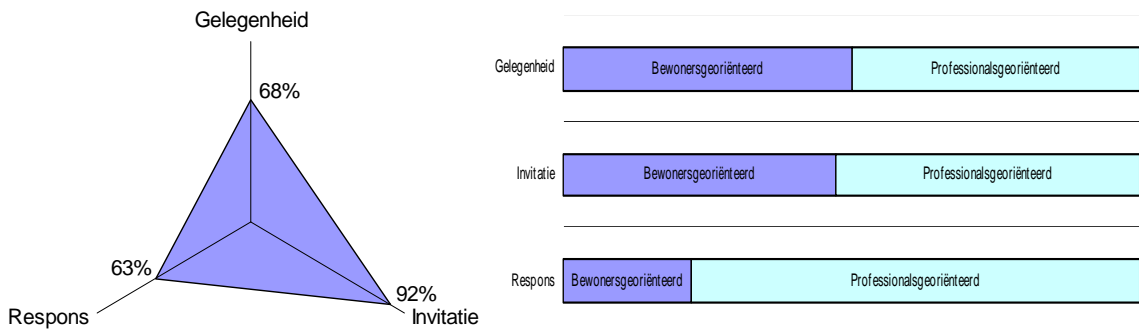 Gelegenheid
68%
63%
Respons
92%
Invitatie
Gelegenheid
Bewonersgeoriënteerd
Professionalsgeoriënteerd
Invitatie
Bewonersgeoriënteerd
Professionalsgeoriënteerd
Respons
Bewonersgeoriënteerd
Professionalsgeoriënteerd